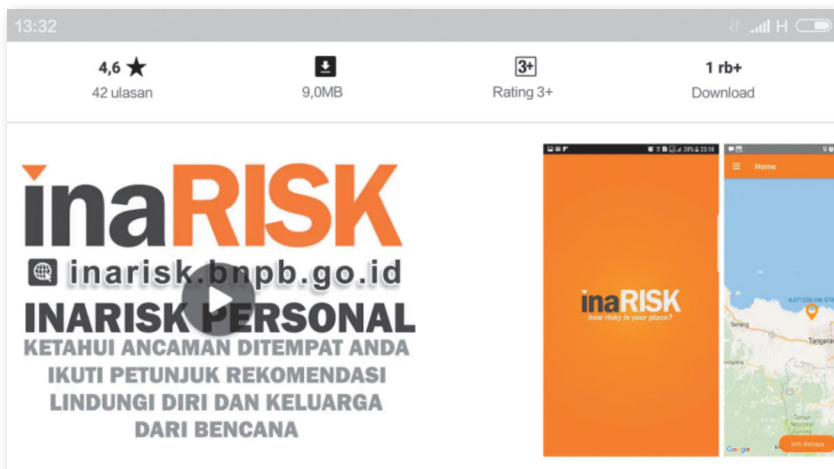 13:32
H
4,6 ★
42 ulasan
9,0MB
3+
Rating 3+
1 rb+
Download
inaRISK
inarisk.bnpb.go.id
INARISK PERSONAL
KETAHUI ANCAMAN DITEMPAT ANDA
IKUTI PETUNJUK REKOMENDASI
LINDUNGI DIRI DAN KELUARGA
DARI BENCANA
inaRISK
how risky is your place?
Home
Serang
Tangeran
Taman
Nasional
Google
Info Bahaya